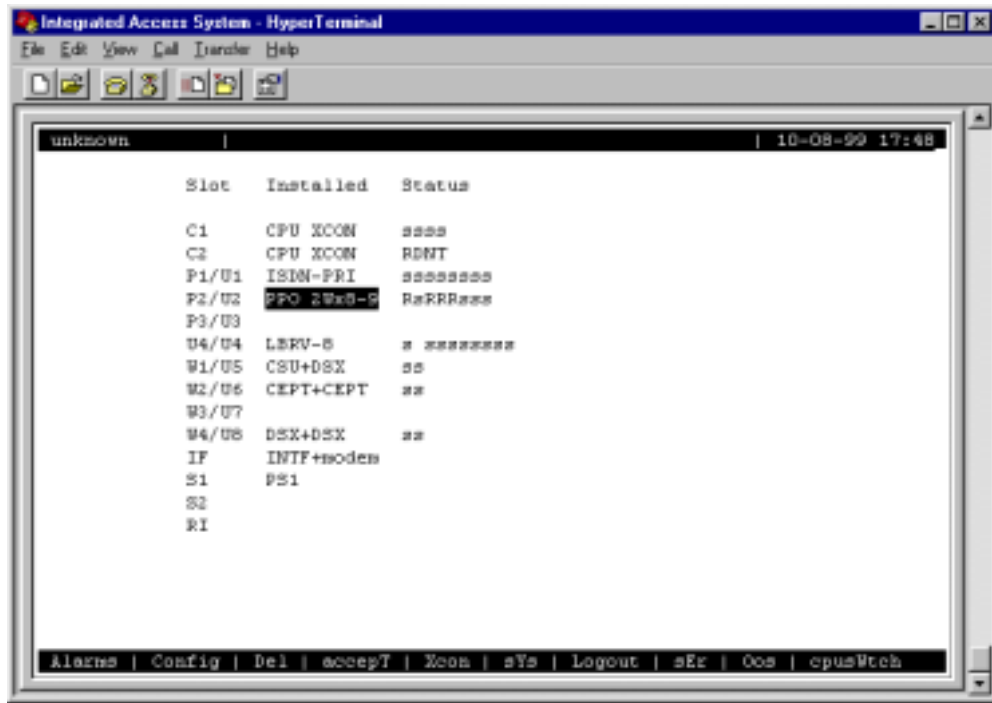 Integrated Access System - HyperTerminal
File Edit View Call Transfer Help
unknown | | 10-08-99 17:48
Slot Installed Status
C1 CPU XCON ssss
C2 CPU XCON RDNT
P1/U1 ISDN-PRI ssssssss
P2/U2 PPO 2Wx8-9 RsRRRsss
P3/U3
U4/U4 LBRV-8 s ssssssss
W1/U5 CSU+DSX ss
W2/U6 CEPT+CEPT ss
W3/U7
W4/U8 DSX+DSX ss
IF INTF+modem
S1 PS1
S2
RI
Alarms | Config | Del | accepT | Xcon | sYs | Logout | sEr | Oos | cpusWtch